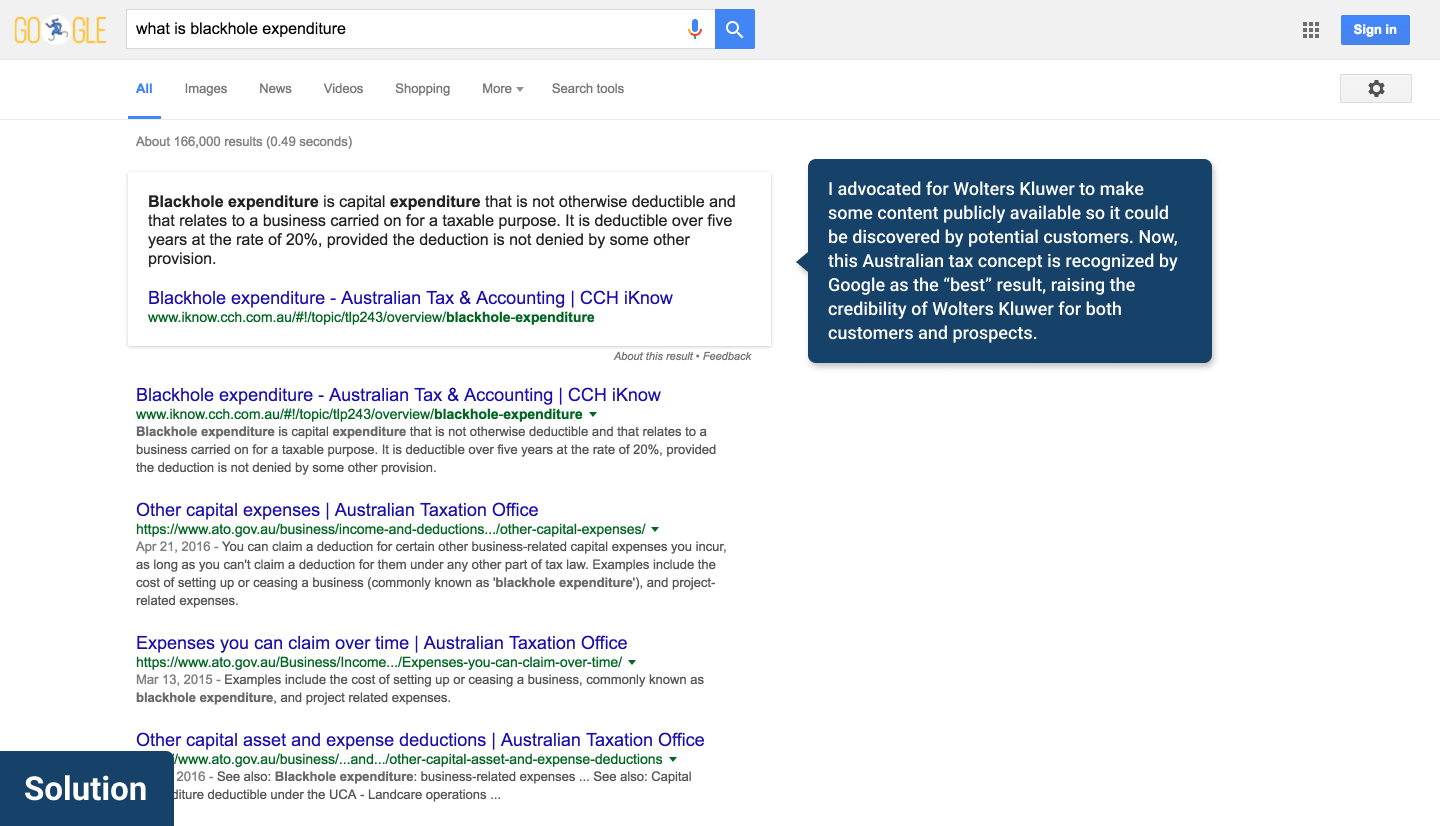 GO GLE
what is blackhole expenditure
Sign in
All Images News Videos Shopping More Search tools
About 166,000 results (0.49 seconds)
Blackhole expenditure is capital expenditure that is not otherwise deductible and
that relates to a business carried on for a taxable purpose. It is deductible over five
years at the rate of 20%, provided the deduction is not denied by some other
provision.
Blackhole expenditure - Australian Tax & Accounting | CCH iKnow
www.iknow.cch.com.au/#!/topic/tlp243/overview/blackhole-expenditure
About this result • Feedback
I advocated for Wolters Kluwer to make
some content publicly available so it could
be discovered by potential customers. Now,
this Australian tax concept is recognized by
Google as the “best” result, raising the
credibility of Wolters Kluwer for both
customers and prospects.
Blackhole expenditure - Australian Tax & Accounting | CCH iKnow
www.iknow.cch.com.au/#!/topic/tlp243/overview/blackhole-expenditure
Blackhole expenditure is capital expenditure that is not otherwise deductible and that relates to a
business carried on for a taxable purpose. It is deductible over five years at the rate of 20%, provided
the deduction is not denied by some other provision.
Other capital expenses | Australian Taxation Office
https://www.ato.gov.au/business/income-and-deductions.../other-capital-expenses/
Apr 21, 2016 - You can claim a deduction for certain other business-related capital expenses you incur,
as long as you can't claim a deduction for them under any other part of tax law. Examples include the
cost of setting up or ceasing a business (commonly known as 'blackhole expenditure'), and project-
related expenses.
Expenses you can claim over time | Australian Taxation Office
https://www.ato.gov.au/Business/Income.../Expenses-you-can-claim-over-time/
Mar 13, 2015 - Examples include the cost of setting up or ceasing a business, commonly known as
blackhole expenditure, and project related expenses.
Other capital asset and expense deductions | Australian Taxation Office
/www.ato.gov.au/business/...and.../other-capital-asset-and-expense-deductions
2016 - See also: Blackhole expenditure: business-related expenses ... See also: Capital
diture deductible under the UCA - Landcare operations ...
Solution